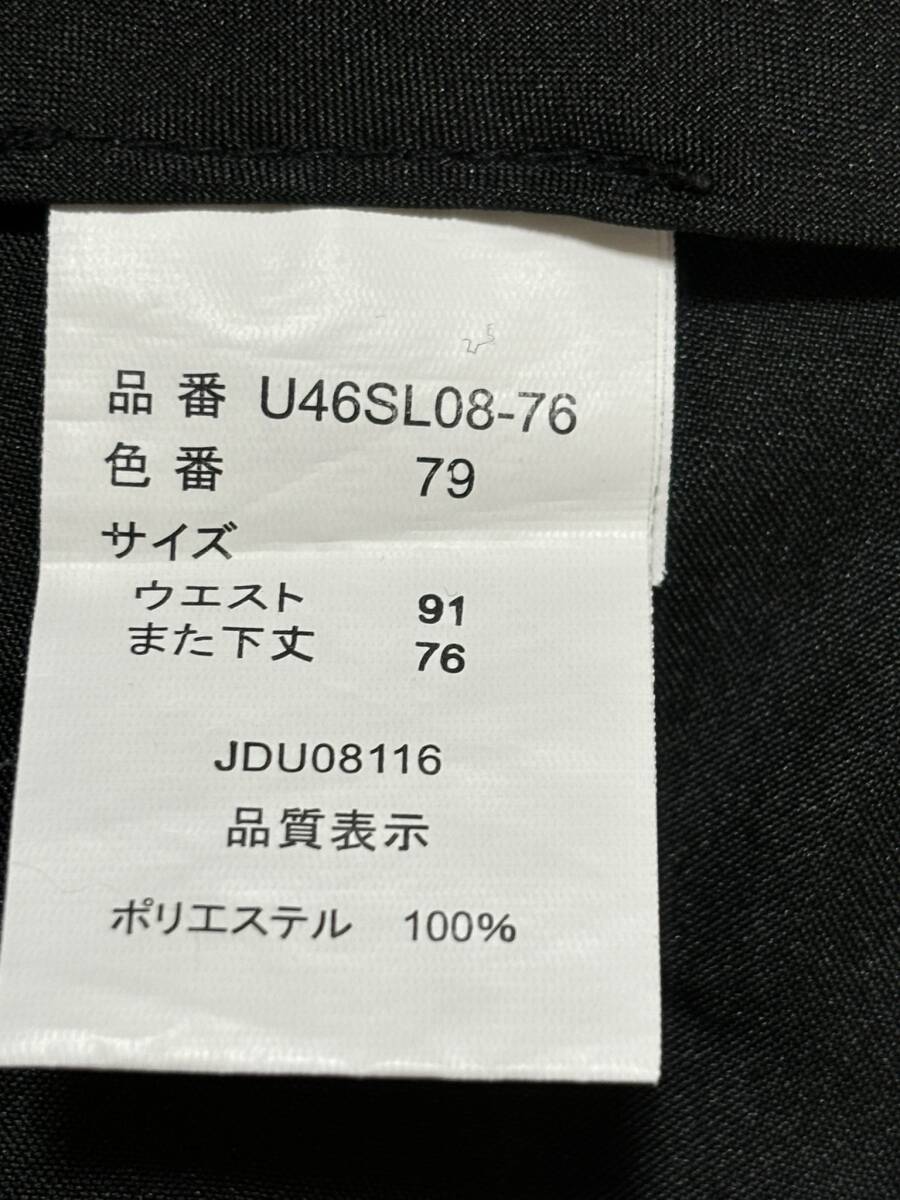 品番 U46SL08-76
色番 79
サイズ
ウエスト 91
また下丈 76
JDU08116
品質表示
ポリエステル 100%